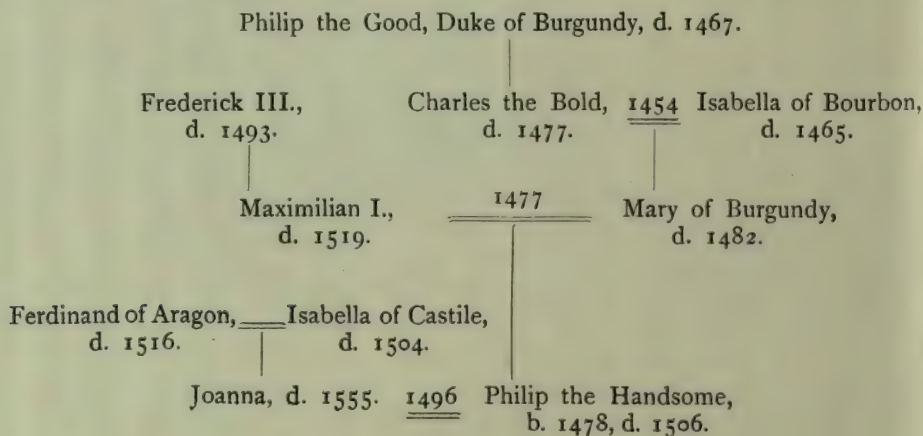 Philip the Good, Duke of Burgundy, d. 1467.
Frederick III., Charles the Bold, 1454 Isabella of Bourbon,
d. 1493. d. 1477. d. 1465.
Maximilian I., 1477 Mary of Burgundy,
d. 1519. d. 1482.
Ferdinand of Aragon, Isabella of Castile,
d. 1516. d. 1504.
Joanna, d. 1555. 1496 Philip the Handsome,
b. 1478, d. 1506.